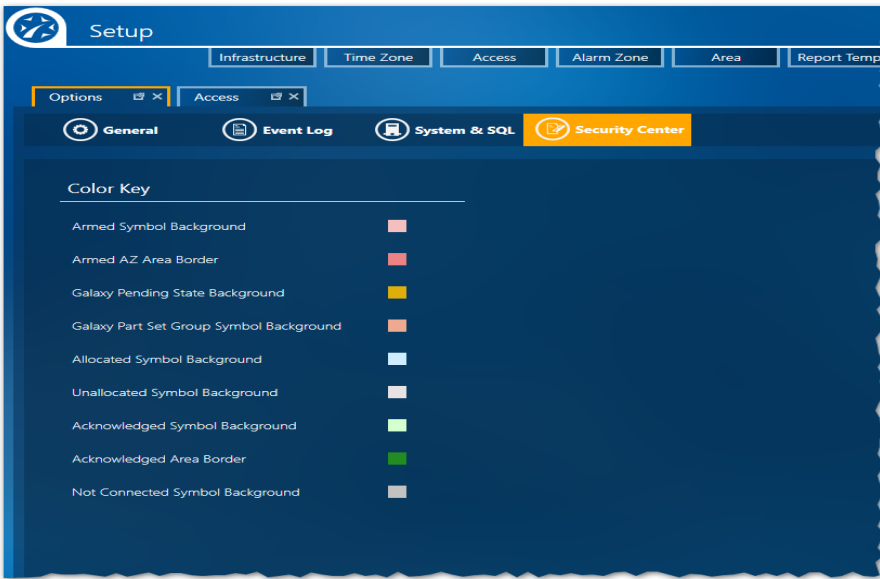 Setup
Infrastructure Time Zone Access Alarm Zone Area Report Temp
Options Access
General Event Log System & SQL Security Center
Color Key
Armed Symbol Background
Armed AZ Area Border
Galaxy Pending State Background
Galaxy Part Set Group Symbol Background
Allocated Symbol Background
Unallocated Symbol Background
Acknowledged Symbol Background
Acknowledged Area Border
Not Connected Symbol Background